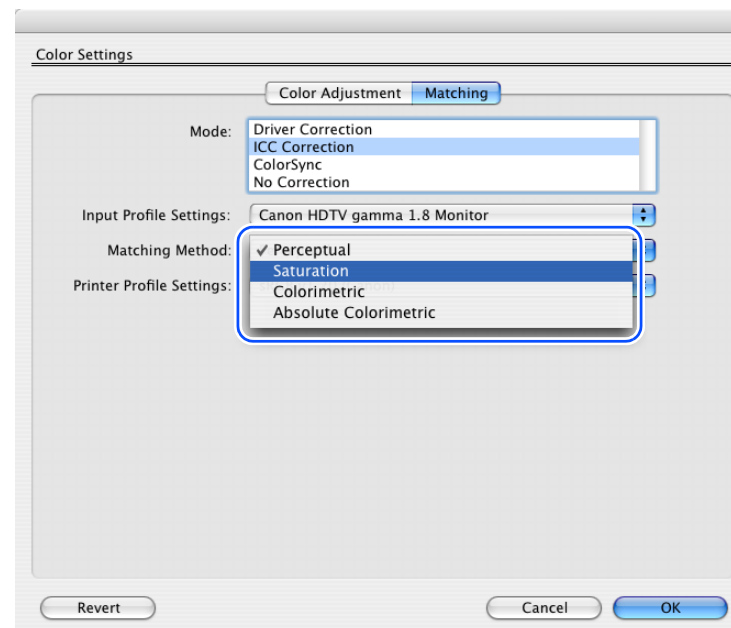 Color Settings
Color Adjustment Matching
Mode:
Driver Correction
ICC Correction
ColorSync
No Correction
Input Profile Settings: Canon HDTV gamma 1.8 Monitor
Matching Method: ✓ Perceptual
Saturation
Printer Profile Settings:
Colorimetric
Absolute Colorimetric
Revert Cancel OK